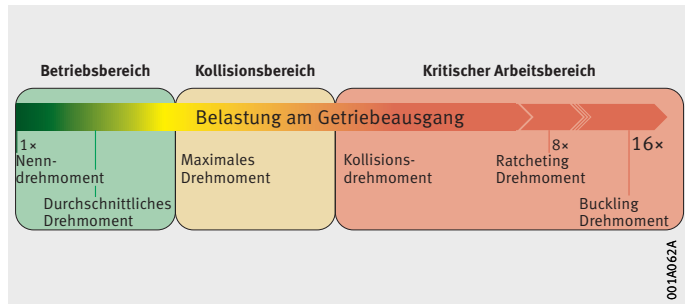 Betriebsbereich
Kollisionsbereich
Kritischer Arbeitsbereich
Belastung am Getriebeausgang
1×
Nenn-
drehmoment
Durchschnittliches
Drehmoment
Maximales
Drehmoment
Kollisions-
drehmoment
8×
Ratcheting
Drehmoment
16×
Buckling
Drehmoment
001A062A